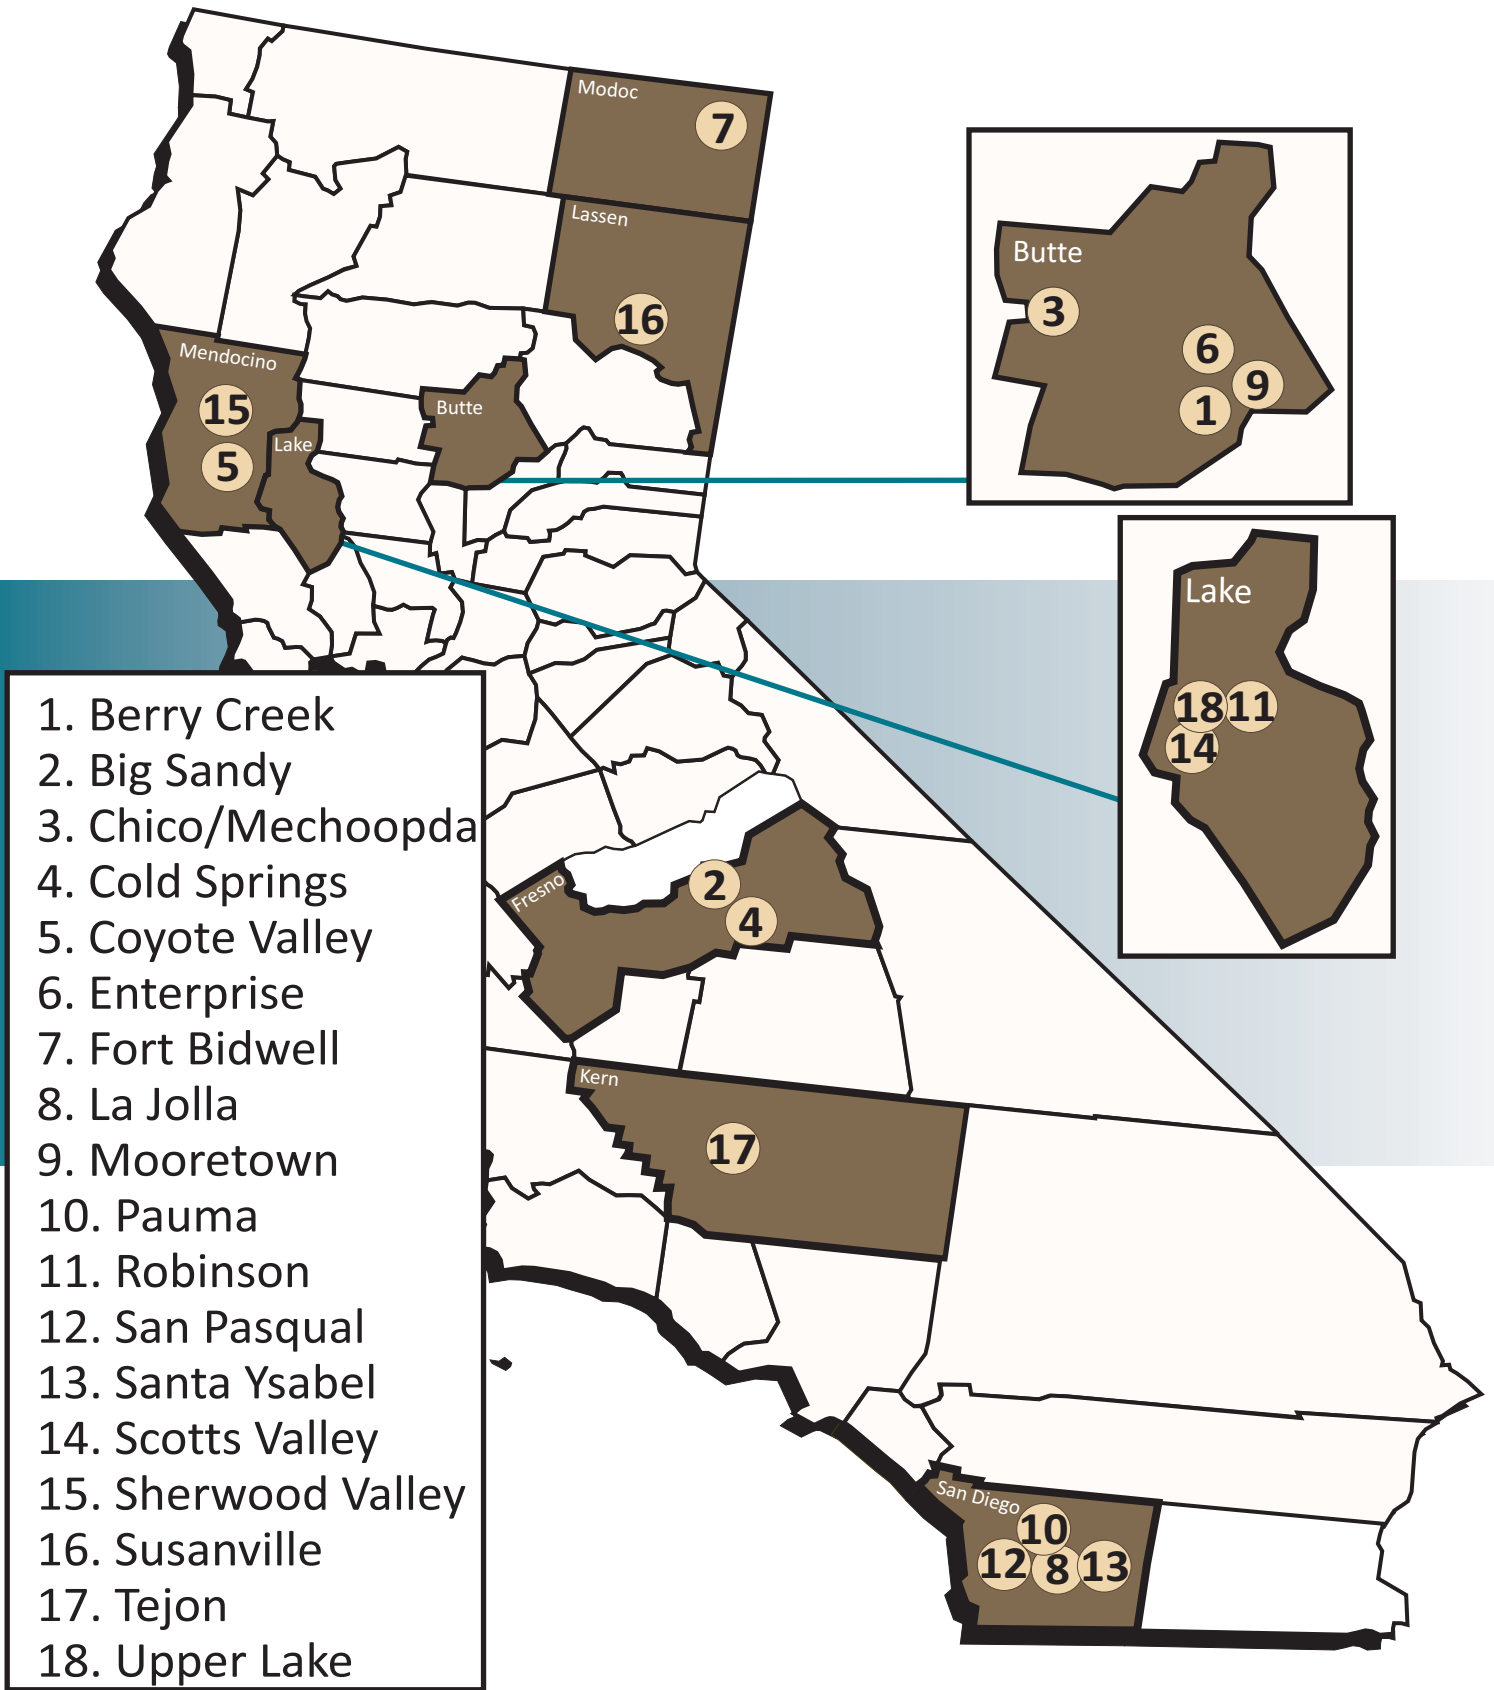 Modoc
7
Lassen
16
Mendocino
15
5
Lake
Butte
Butte
3
6
9
1
Lake
18
11
14
Fresno
2
4
Kern
17
San Diego
10
12
8
13
1. Berry Creek
2. Big Sandy
3. Chico/Mechoopda
4. Cold Springs
5. Coyote Valley
6. Enterprise
7. Fort Bidwell
8. La Jolla
9. Mooretown
10. Pauma
11. Robinson
12. San Pasqual
13. Santa Ysabel
14. Scotts Valley
15. Sherwood Valley
16. Susanville
17. Tejon
18. Upper Lake